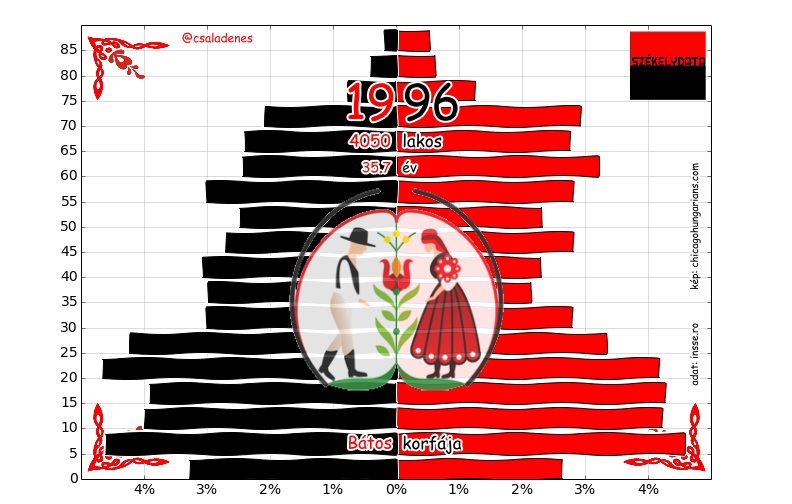 @csaladenes
SZÉKELYDATA
1996
4050 lakos
35.7 év
kép: chicagohungarians.com
adat: insse.ro
Bátos korfája
85
80
75
70
65
60
55
50
45
40
35
30
25
20
15
10
5
0
4% 3% 2% 1% 0% 1% 2% 3% 4%